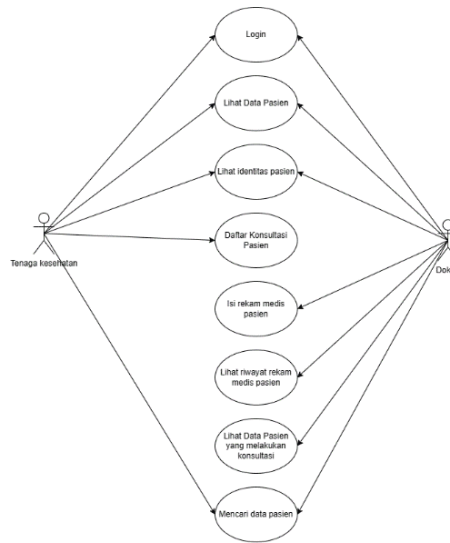 Login
Lihat Data Pasien
Lihat identitas pasien
Daftar Konsultasi
Pasien
Tenaga kesehatan
Dok
Isi rekam medis
pasien
Lihat riwayat rekam
medis pasien
Lihat Data Pasien
yang melakukan
konsultasi
Mencari data pasien